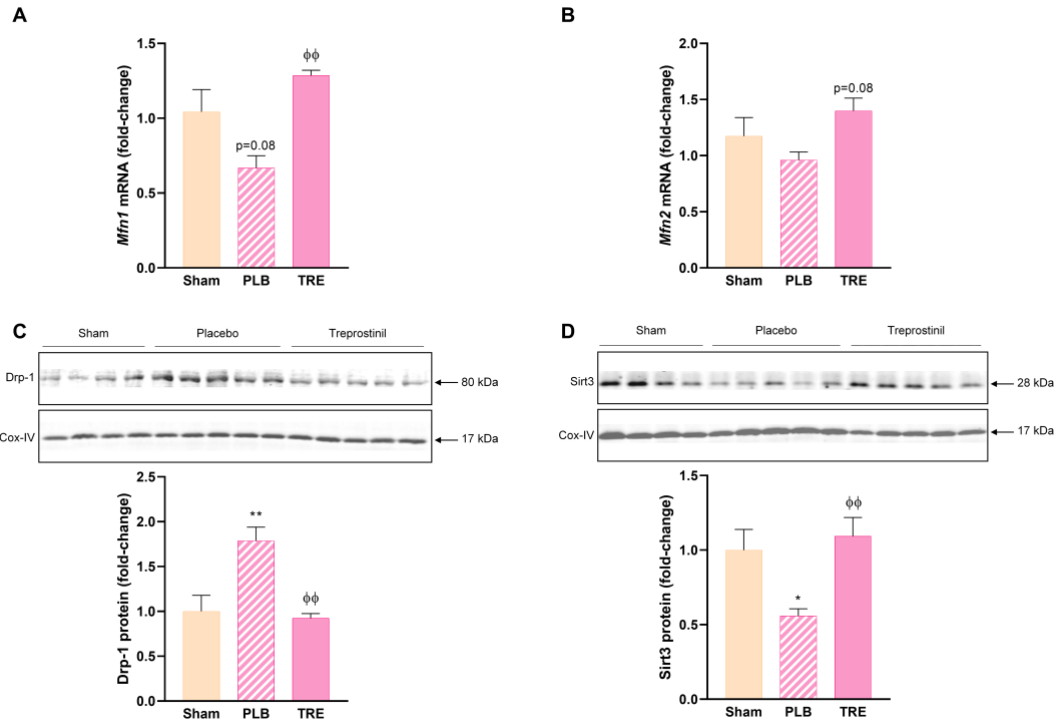 A
Mfn1 mRNA (fold-change)
1.5
1.0
0.5
0.0
p=0.08
ϕϕ
Sham PLB TRE
B
Mfn2 mRNA (fold-change)
2.0
1.5
1.0
0.5
0.0
p=0.08
Sham PLB TRE
C
Sham Placebo Treprostinil
Drp-1
80 kDa
Cox-IV
17 kDa
Drp-1 protein (fold-change)
2.5
2.0
1.5
1.0
0.5
0.0
**
ϕϕ
Sham PLB TRE
D
Sham Placebo Treprostinil
Sirt3
28 kDa
Cox-IV
17 kDa
Sirt3 protein (fold-change)
1.5
1.0
0.5
0.0
*
ϕϕ
Sham PLB TRE